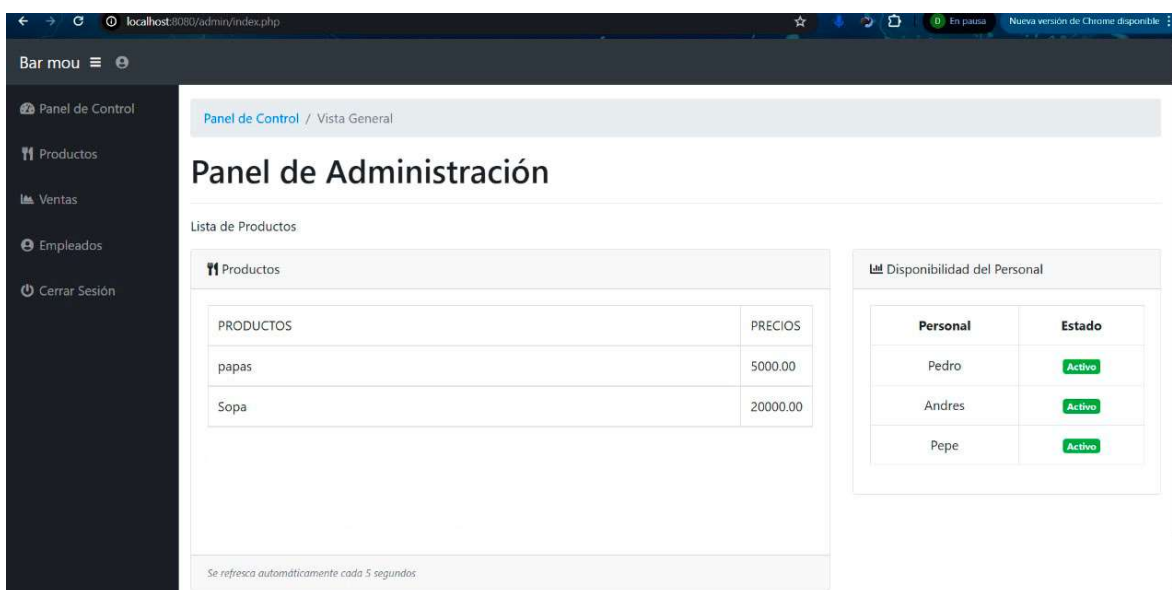 localhost:8080/admin/index.php
D En pausa
Nueva versión de Chrome disponible
Bar mou
Panel de Control
Productos
Ventas
Empleados
Cerrar Sesión
Panel de Control / Vista General
Panel de Administración
Lista de Productos
Productos
PRODUCTOS PRECIOS
papas 5000.00
Sopa 20000.00
Se refresca automáticamente cada 5 segundos
Disponibilidad del Personal
Personal Estado
Pedro Activo
Andres Activo
Pepe Activo